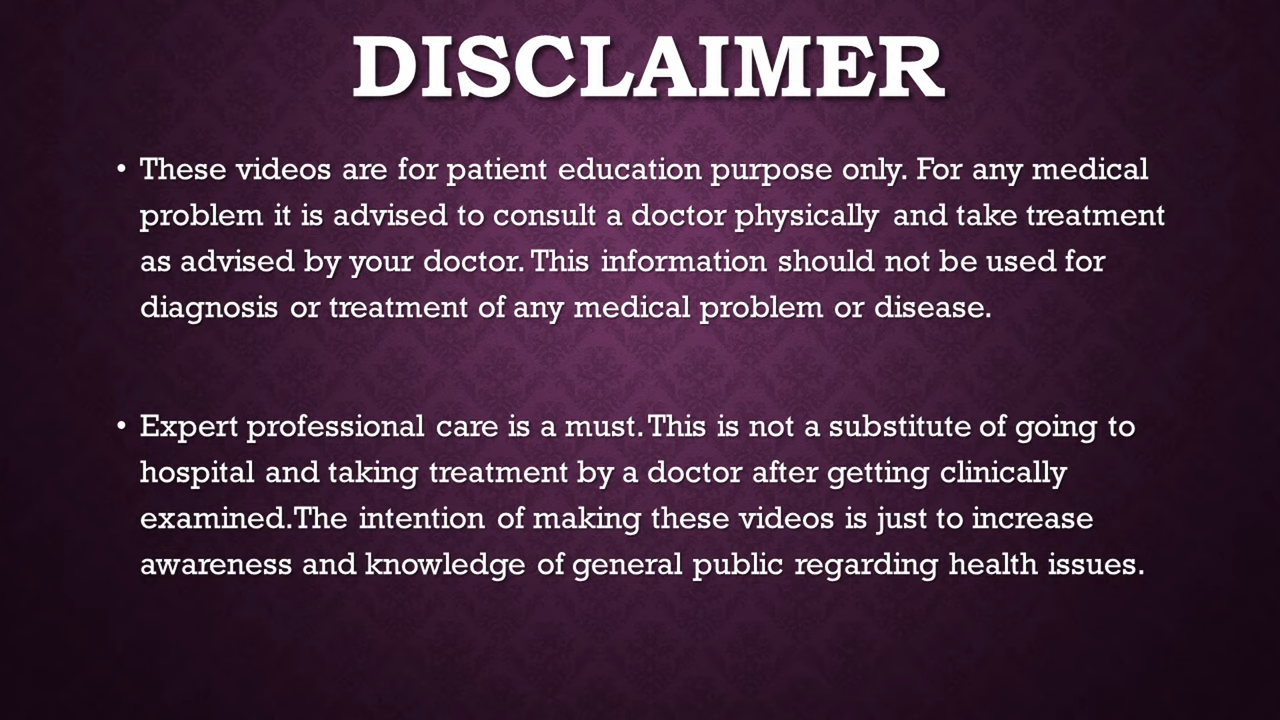 DISCLAIMER
• These videos are for patient education purpose only. For any medical
problem it is advised to consult a doctor physically and take treatment
as advised by your doctor. This information should not be used for
diagnosis or treatment of any medical problem or disease.
• Expert professional care is a must. This is not a substitute of going to
hospital and taking treatment by a doctor after getting clinically
examined.The intention of making these videos is just to increase
awareness and knowledge of general public regarding health issues.